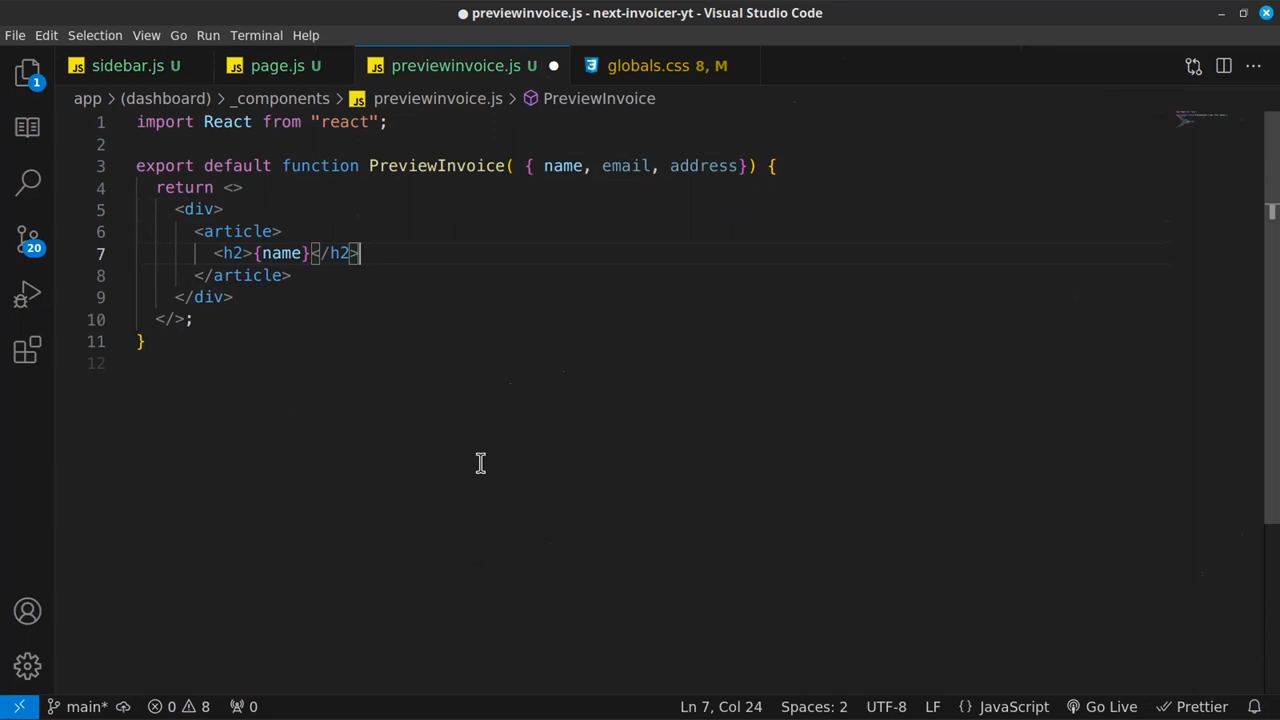 previewinvoice.js - next-invoicer-yt - Visual Studio Code
File Edit Selection View Go Run Terminal Help
1
sidebar.js U
page.js U
previewinvoice.js U
globals.css 8, M
app > (dashboard) > _components > previewinvoice.js > PreviewInvoice
1 import React from "react";
2
3 export default function PreviewInvoice( { name, email, address}) {
4 return <>
5 <div>
6 <article>
7 <h2>{name}</h2>
8 </article>
9 </div>
10 </>;
11 }
12
20
main* 0 8 0 Ln 7, Col 24 Spaces: 2 UTF-8 LF {} JavaScript Go Live Prettier